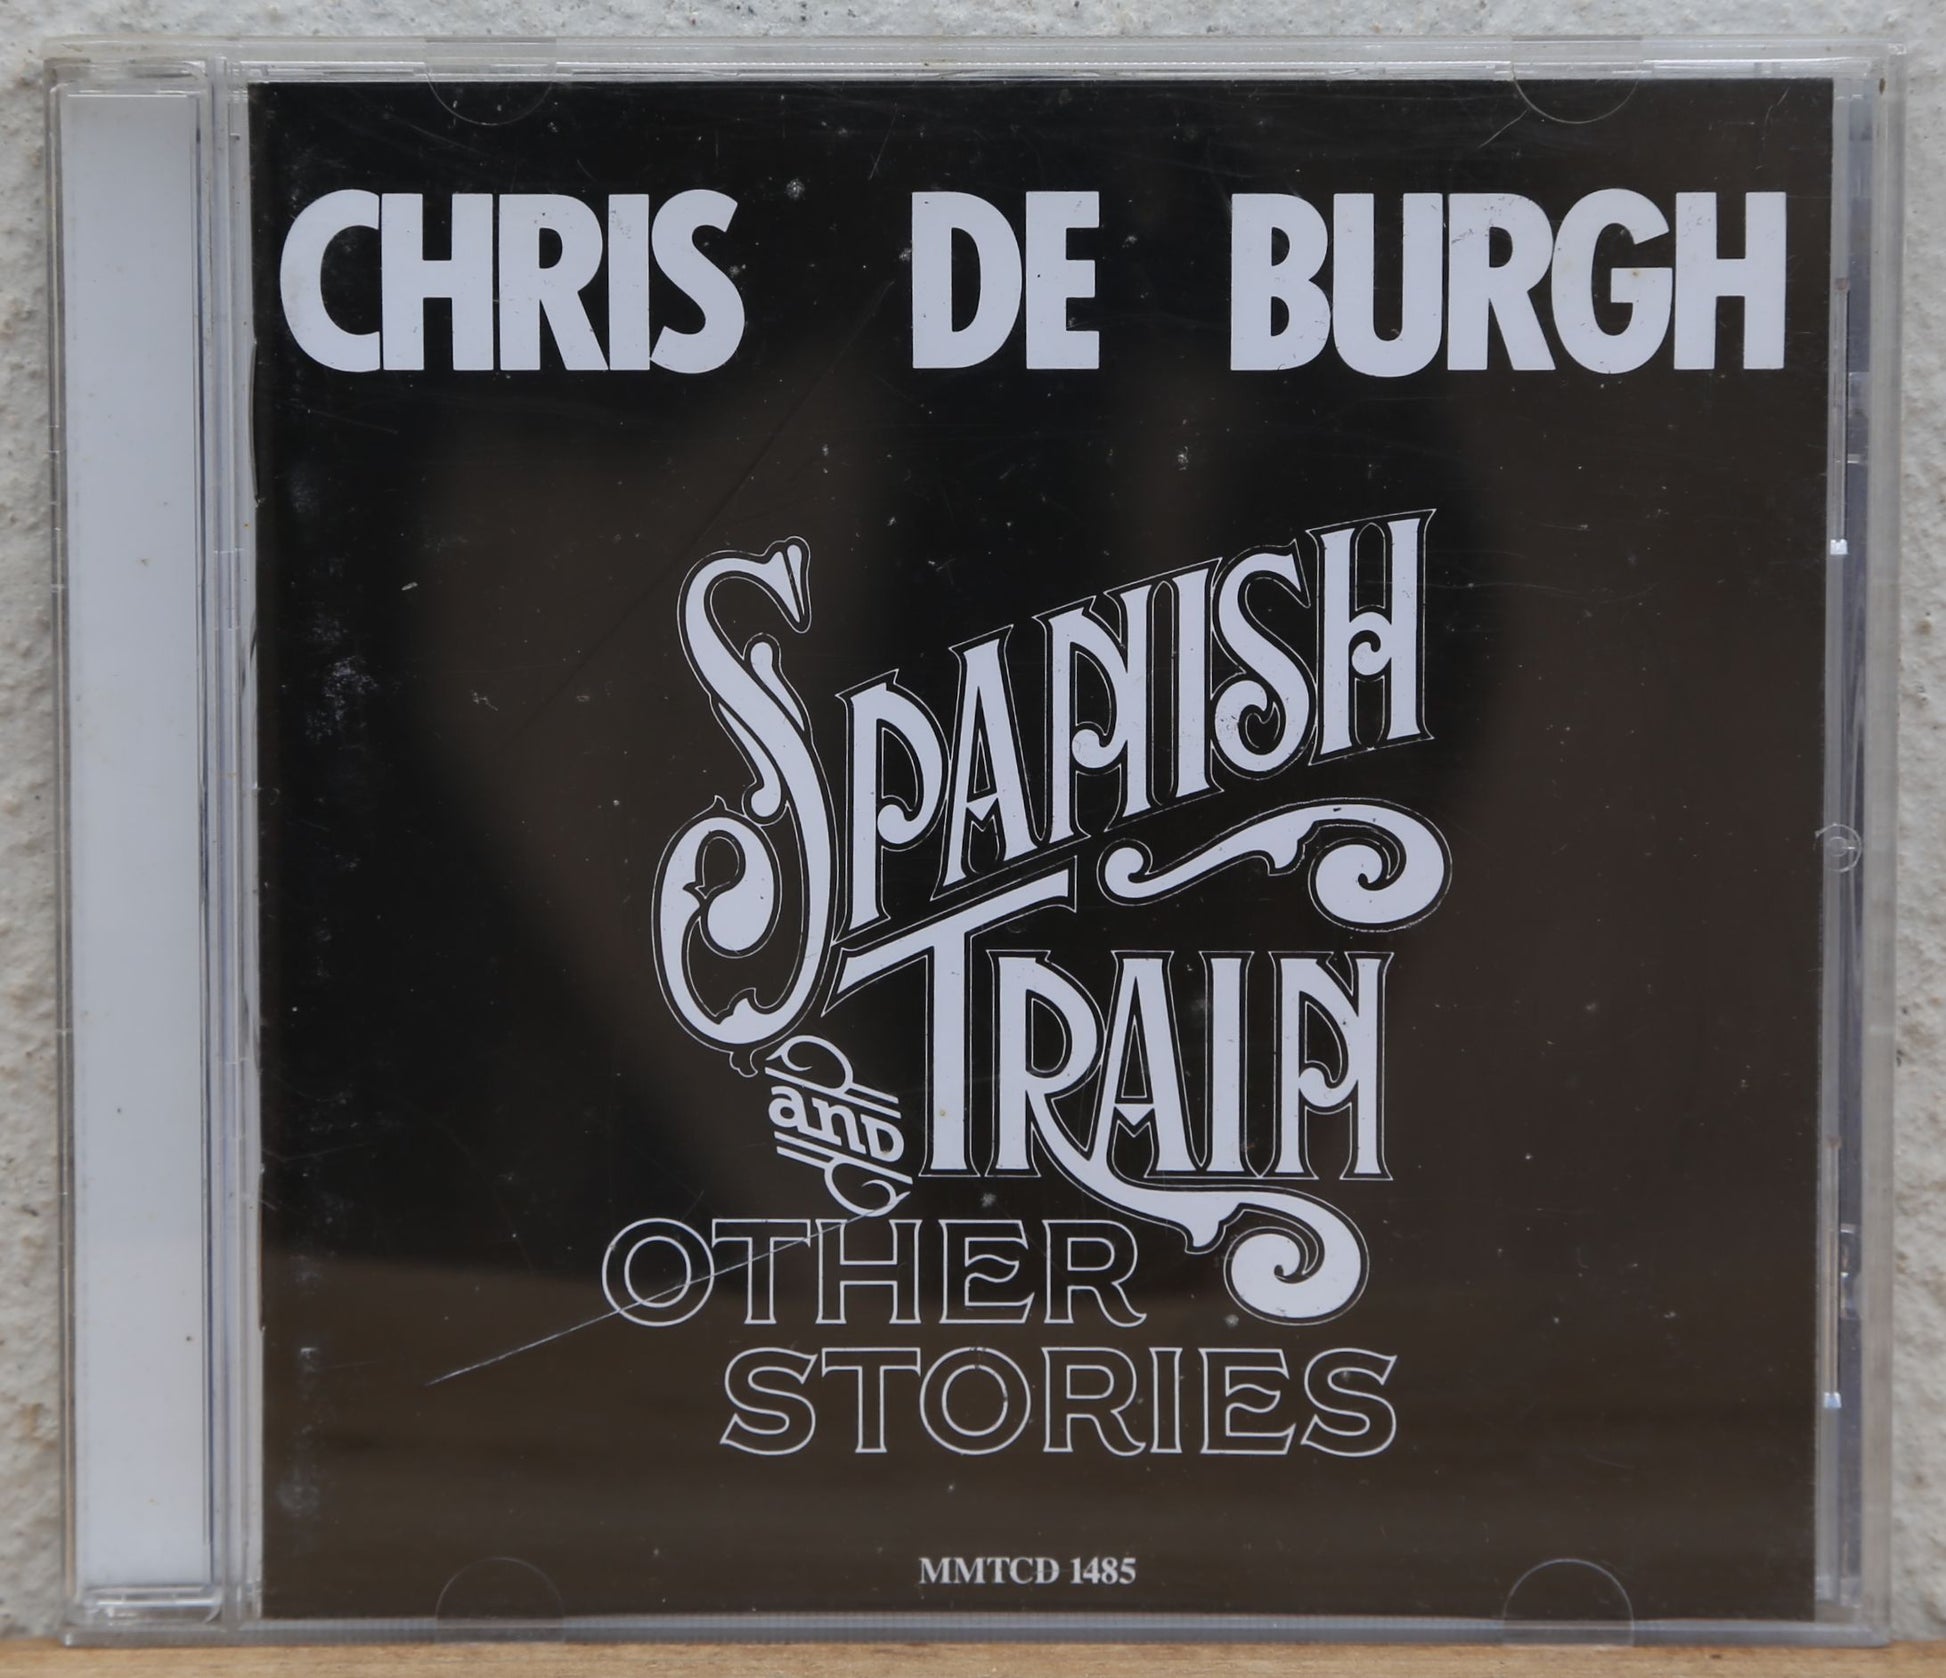 CHRIS DE BURGH
SPANISH
TRAIN
and
OTHER
STORIES
MMTCD 1485